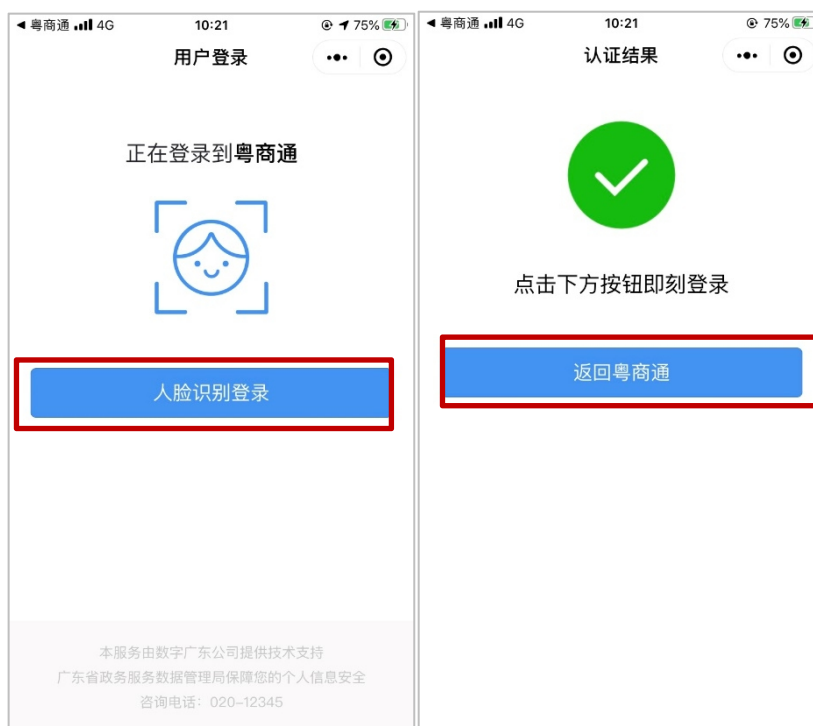 粤商通 4G 10:21 75%
用户登录
正在登录到粤商通
人脸识别登录
本服务由数字广东公司提供技术支持
广东省政务服务数据管理局保障您的个人信息安全
咨询电话：020-12345
粤商通 4G 10:21 75%
认证结果
点击下方按钮即刻登录
返回粤商通